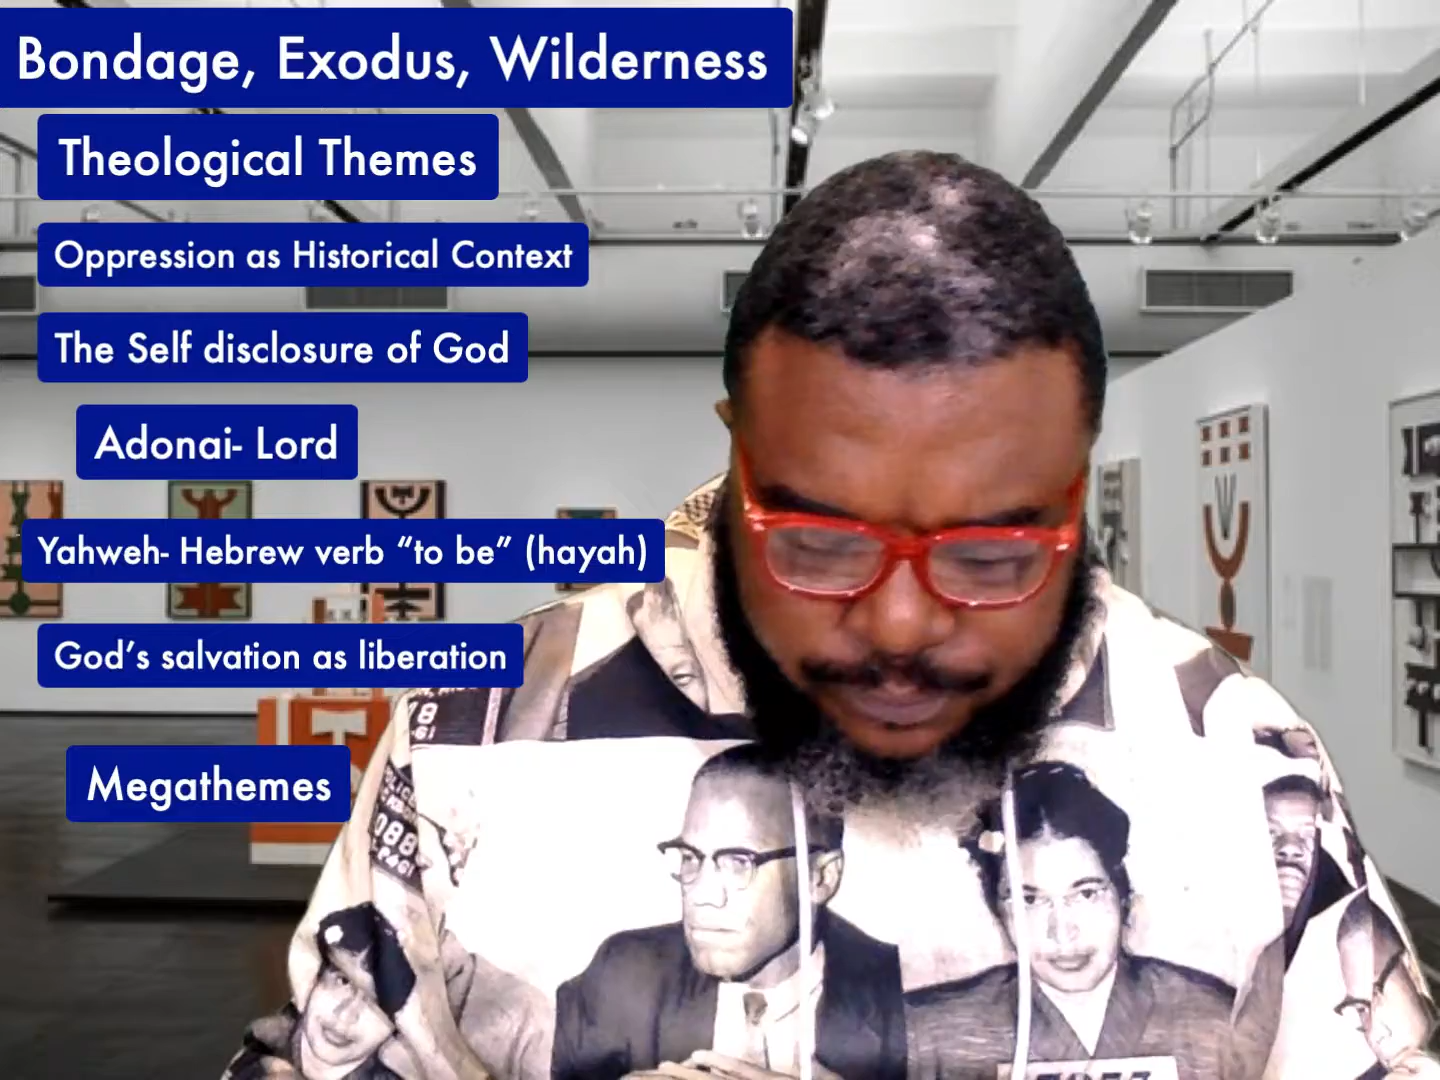 Bondage, Exodus, Wilderness
Theological Themes
Oppression as Historical Context
The Self disclosure of God
Adonai- Lord
Yahweh- Hebrew verb “to be” (hayah)
God’s salvation as liberation
Megathemes